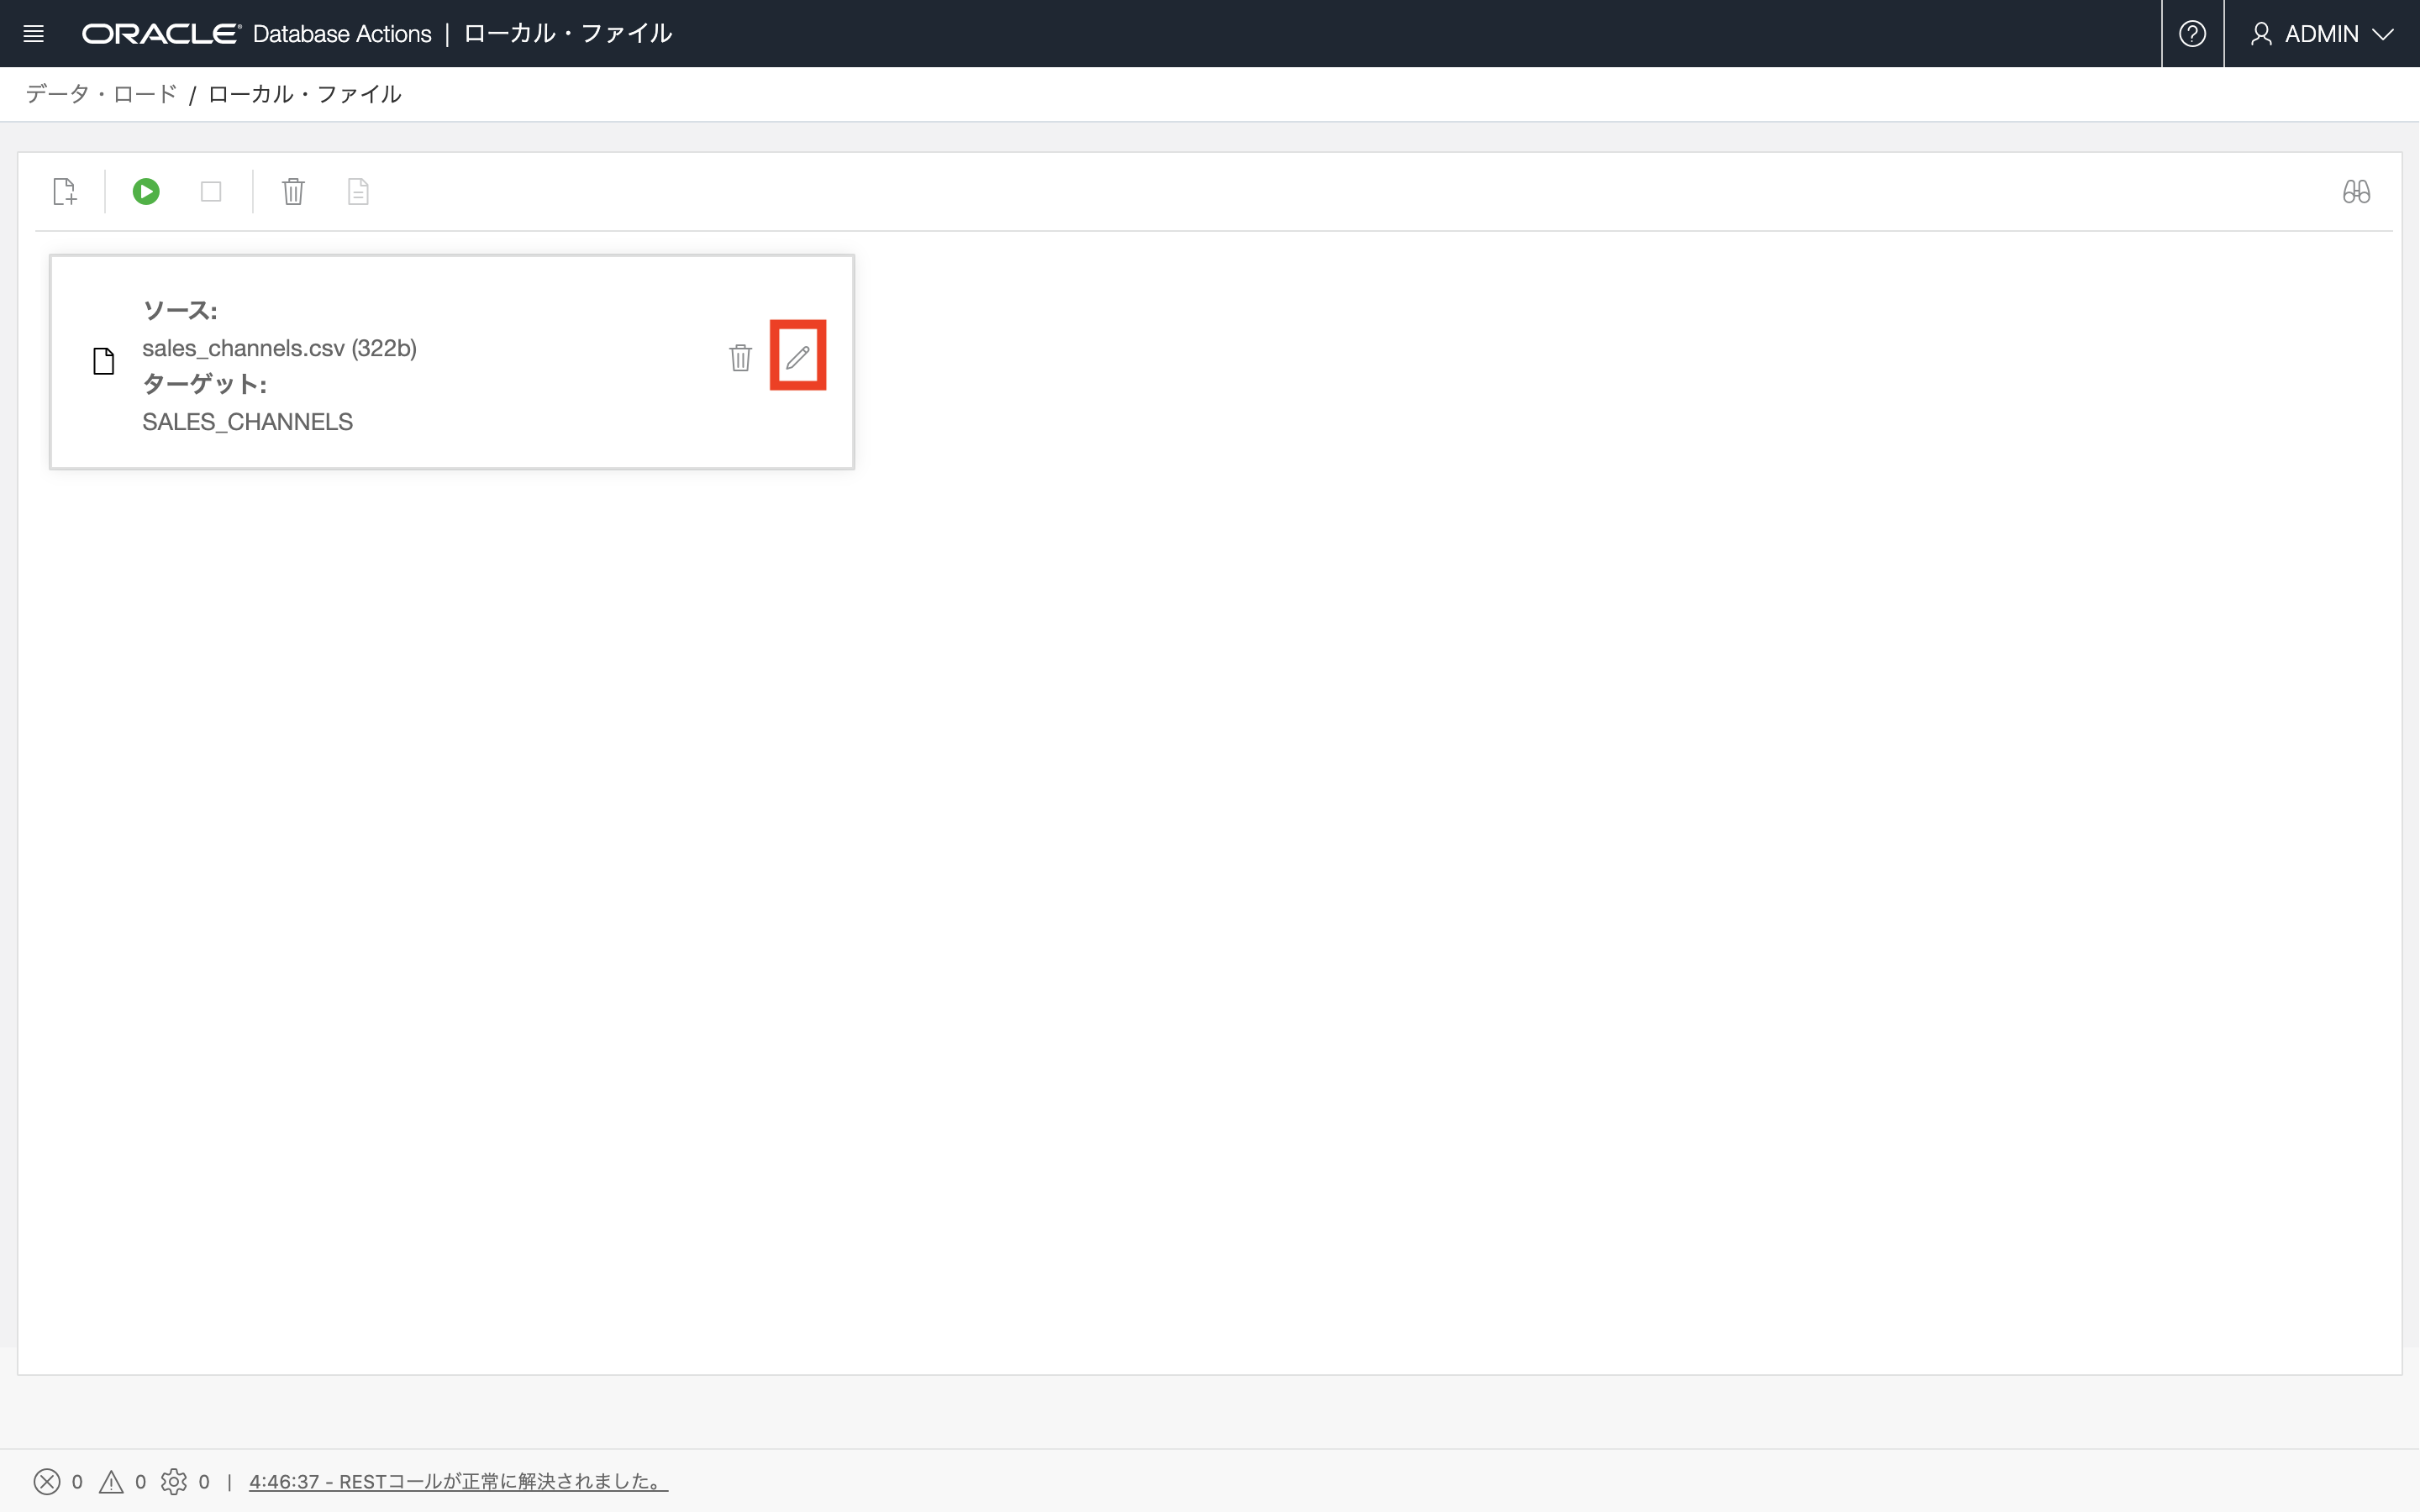 ORACLE Database Actions | ローカル・ファイル
ADMIN
データ・ロード / ローカル・ファイル
ソース:
sales_channels.csv (322b)
ターゲット:
SALES_CHANNELS
0 0 0 | 4:46:37 - RESTコールが正常に解決されました。